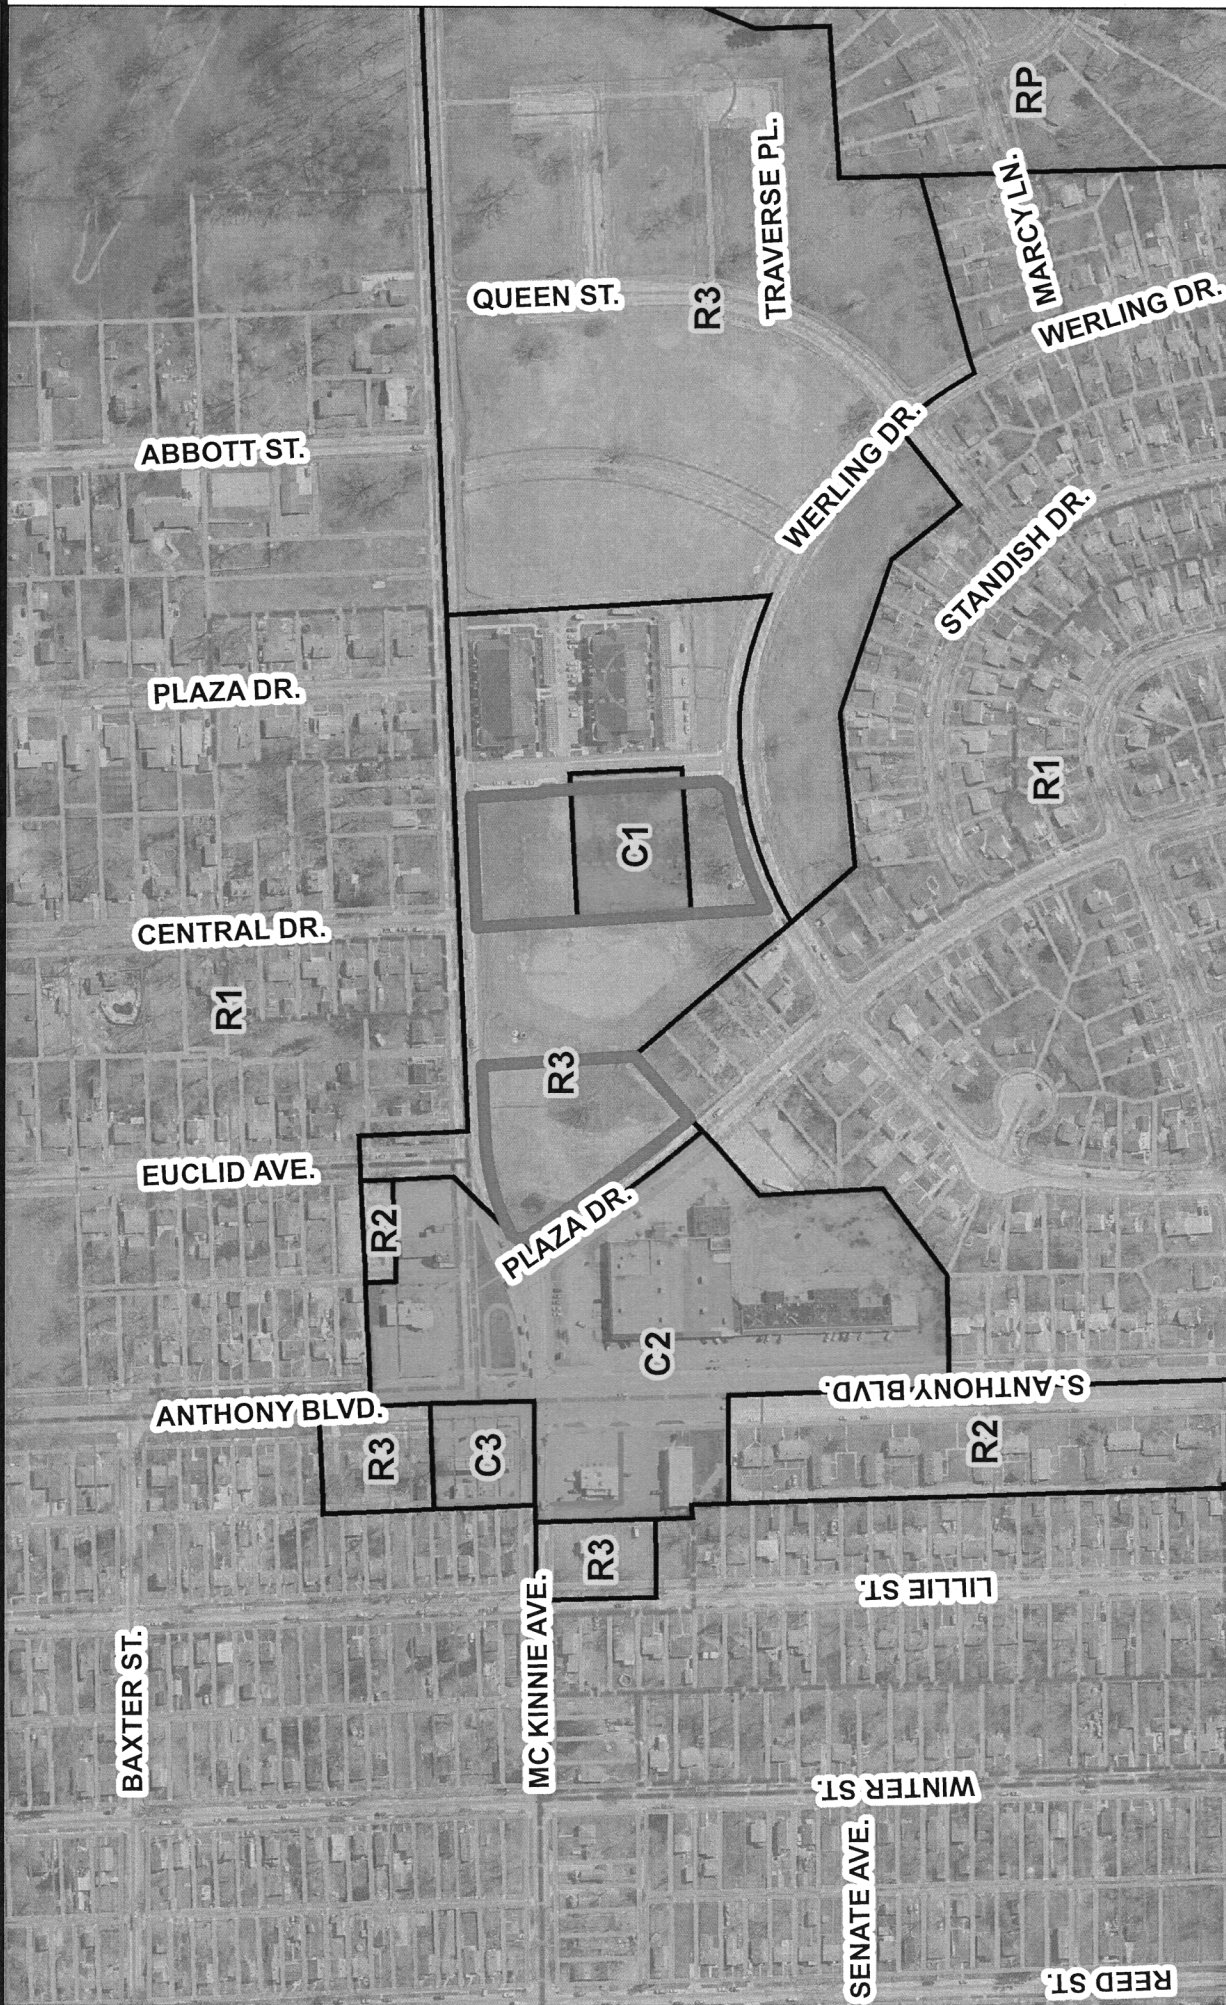 RP
MARCY LN.
TRAVERSE PL.
WERLING DR.
QUEEN ST.
R3
ABBOTT ST.
WERLING DR.
STANDISH DR.
PLAZA DR.
R1
C1
CENTRAL DR.
R1
R3
EUCLID AVE.
R2
PLAZA DR.
C2
S. ANTHONY BLVD.
ANTHONY BLVD.
R3
C3
R2
R3
LILLIE ST.
BAXTER ST.
MC KINNIE AVE.
WINTER ST.
SENATE AVE.
REED ST.